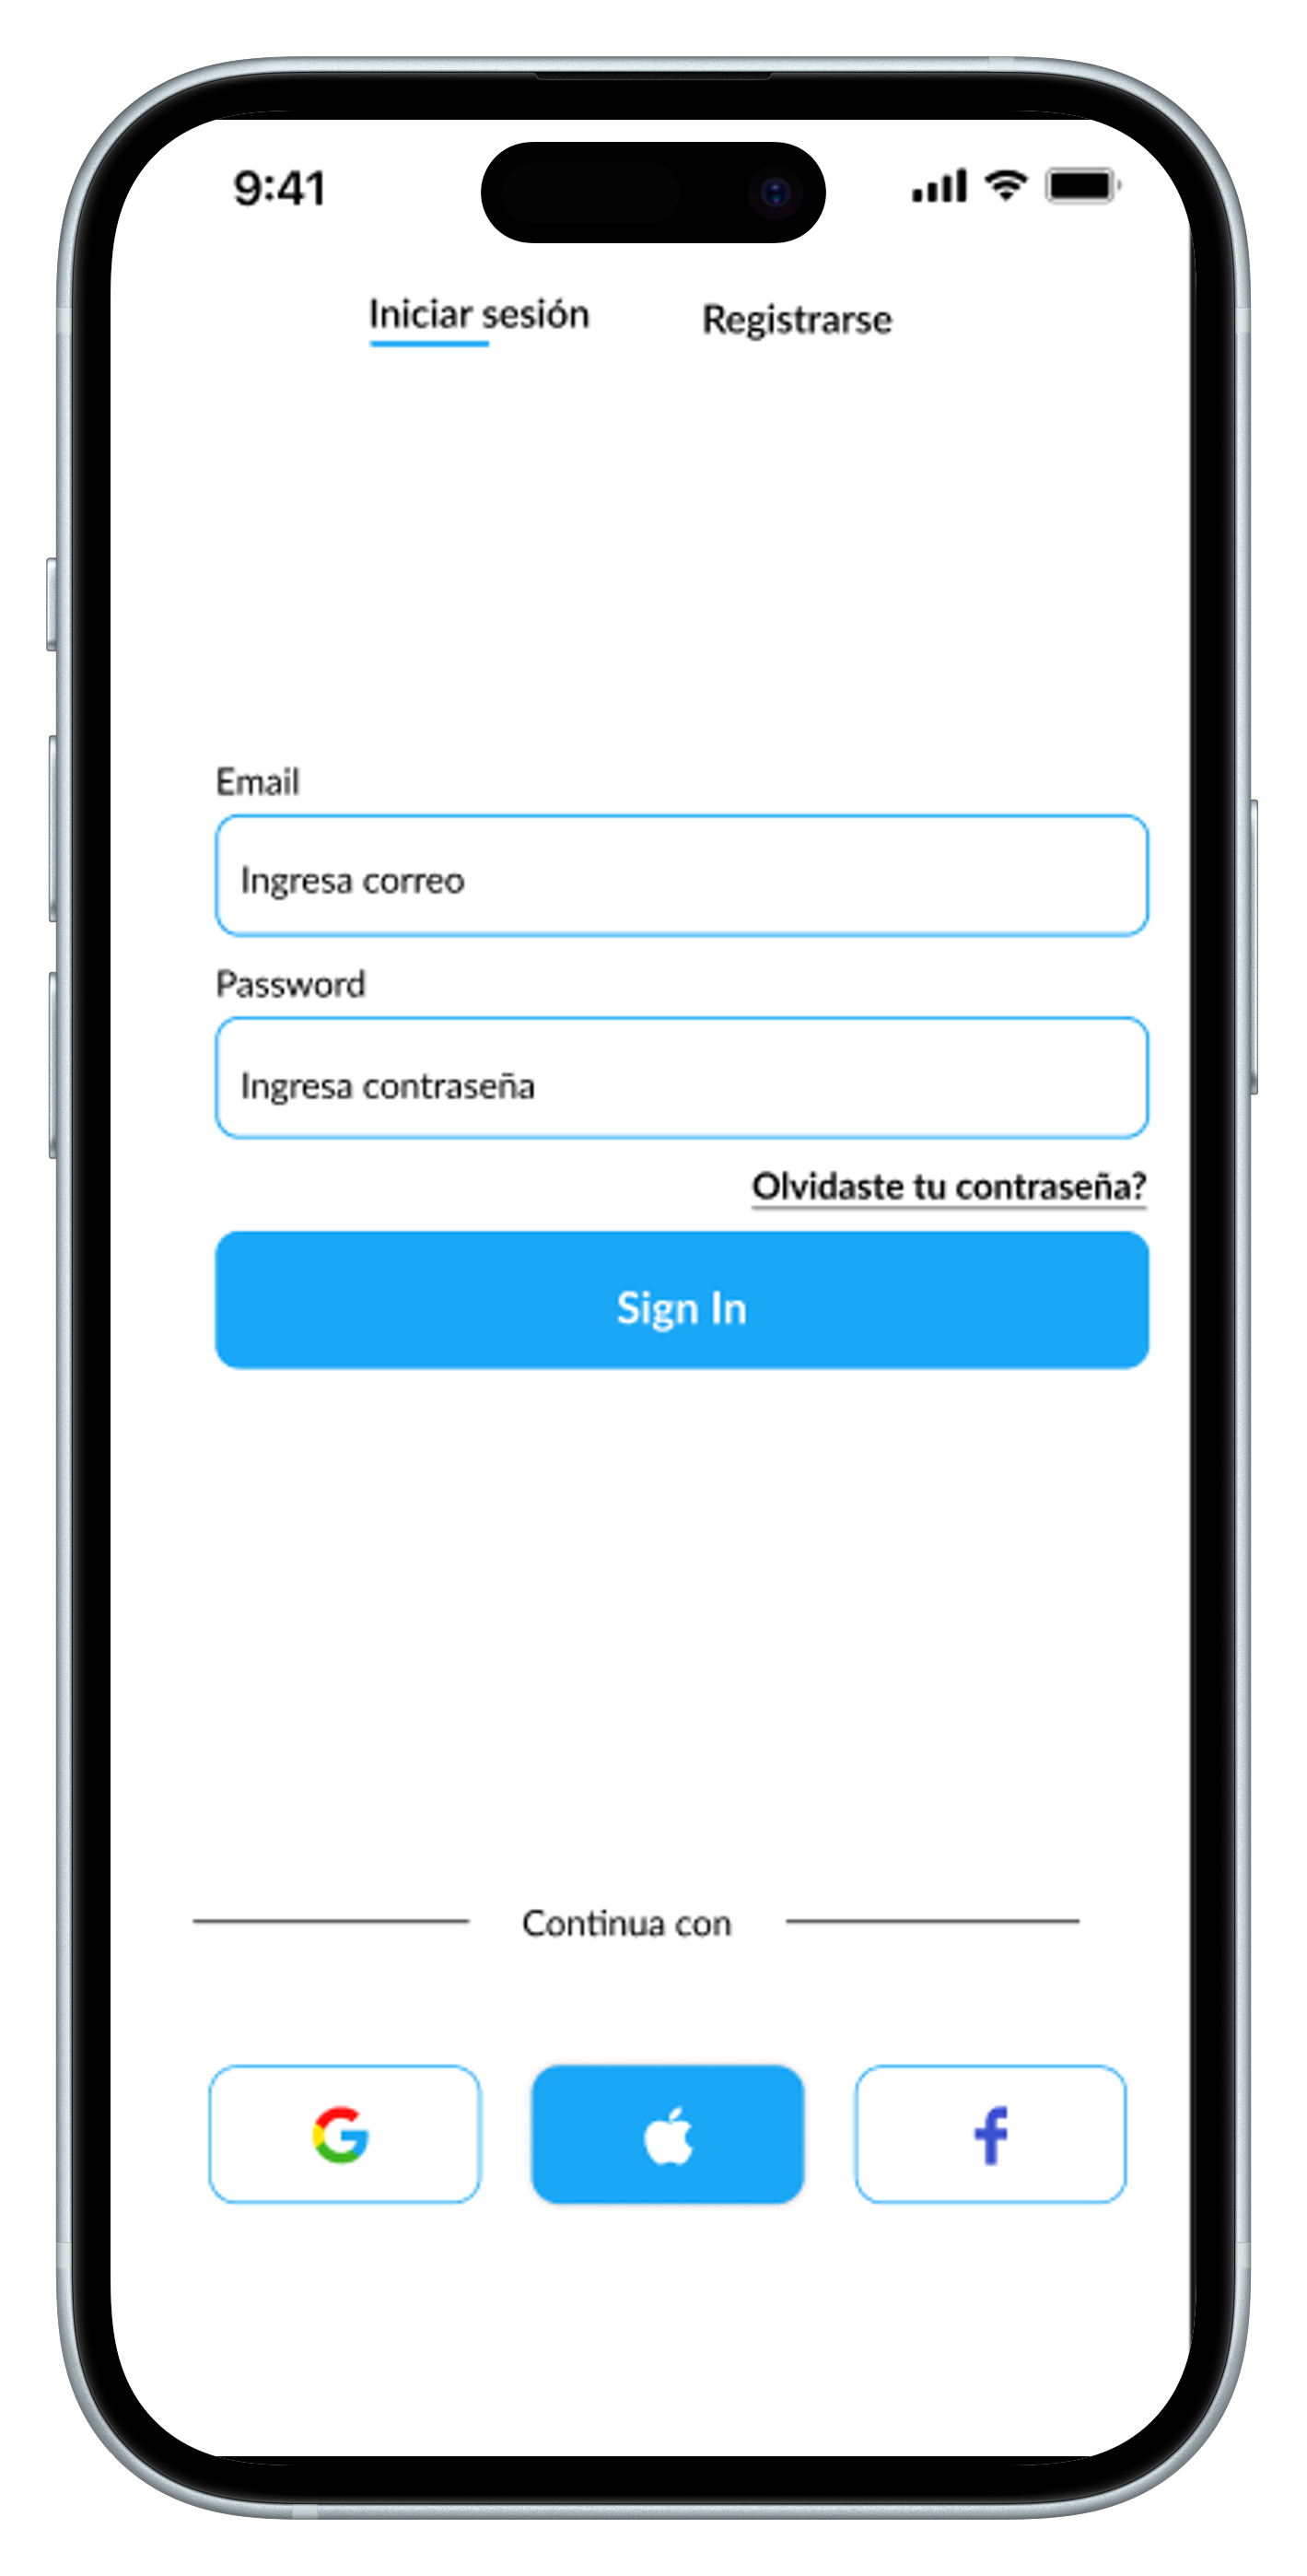 9:41
Iniciar sesión
Registrarse
Email
Ingresa correo
Password
Ingresa contraseña
Olvidaste tu contraseña?
Sign In
Continua con